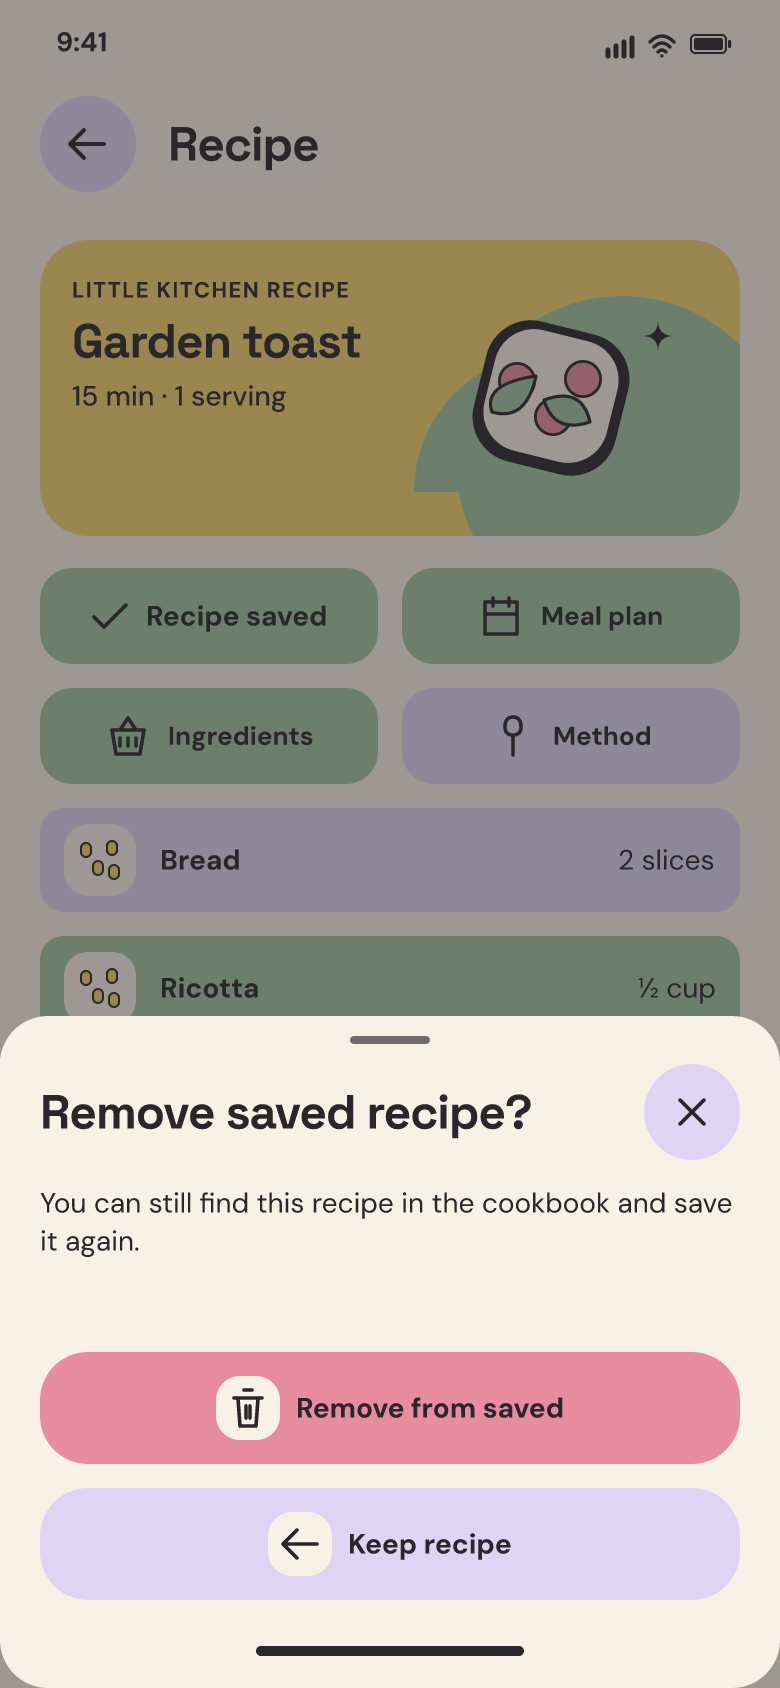 9:41
Recipe
LITTLE KITCHEN RECIPE
Garden toast
15 min · 1 serving
Recipe saved
Meal plan
Ingredients
Method
Bread
2 slices
Ricotta
½ cup
Remove saved recipe?
You can still find this recipe in the cookbook and save
it again.
Remove from saved
Keep recipe